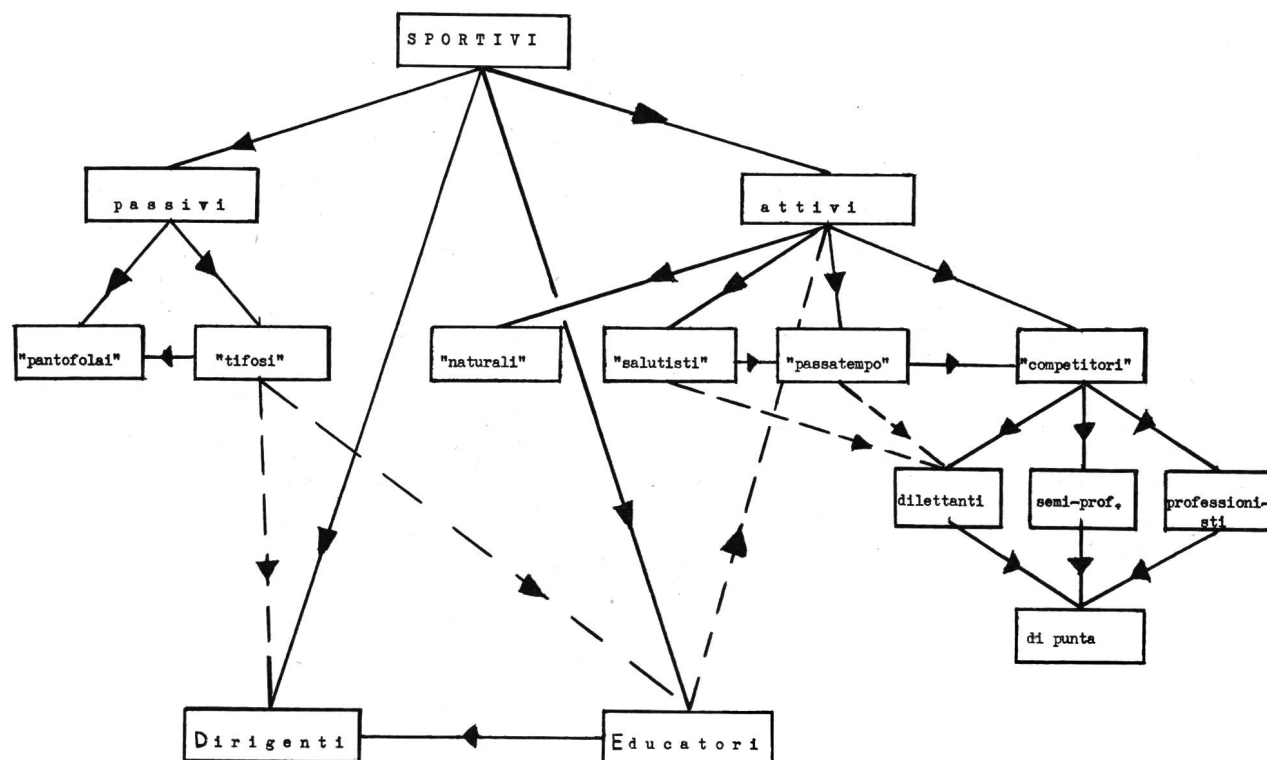 SPORTIVI
passivi
attivi
"pantofolai"
"tifosi"
"naturali"
"salutisti"
"passatempo"
"competitori"
dilettanti
semi-prof.
professioni-
sti
di punta
Dirigenti
Educatori